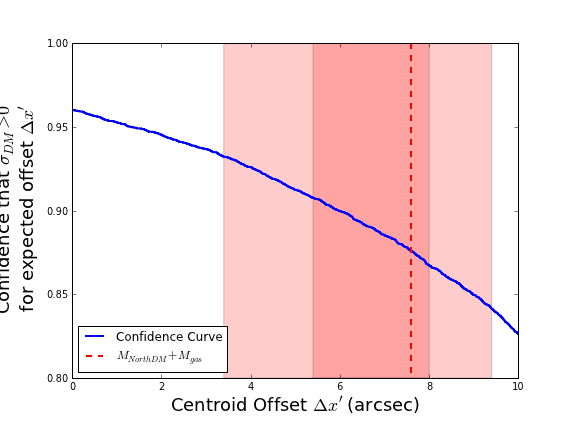 1.00
0.95
0.90
0.85
0.80
Confidence that σ_DM >0
for expected offset Δx′
Confidence Curve
M_NorthDM+M_gas
0 2 4 6 8 10
Centroid Offset Δx′ (arcsec)